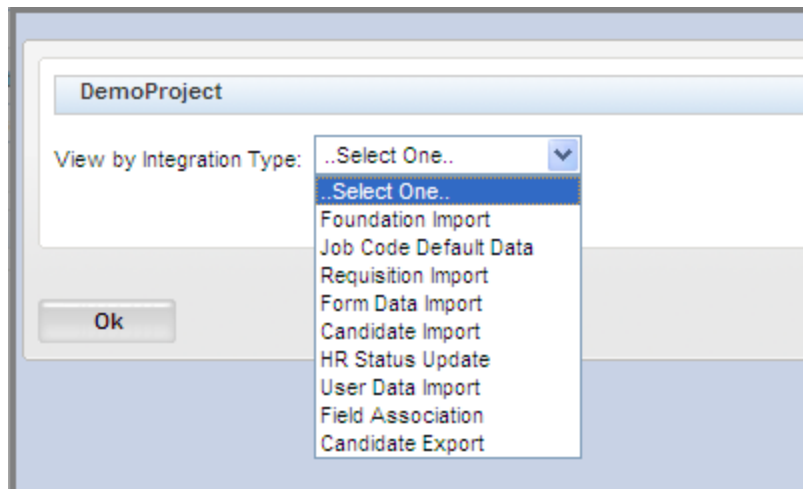 DemoProject
View by Integration Type: ..Select One..
..Select One..
Foundation Import
Job Code Default Data
Requisition Import
Form Data Import
Candidate Import
HR Status Update
User Data Import
Field Association
Candidate Export
Ok